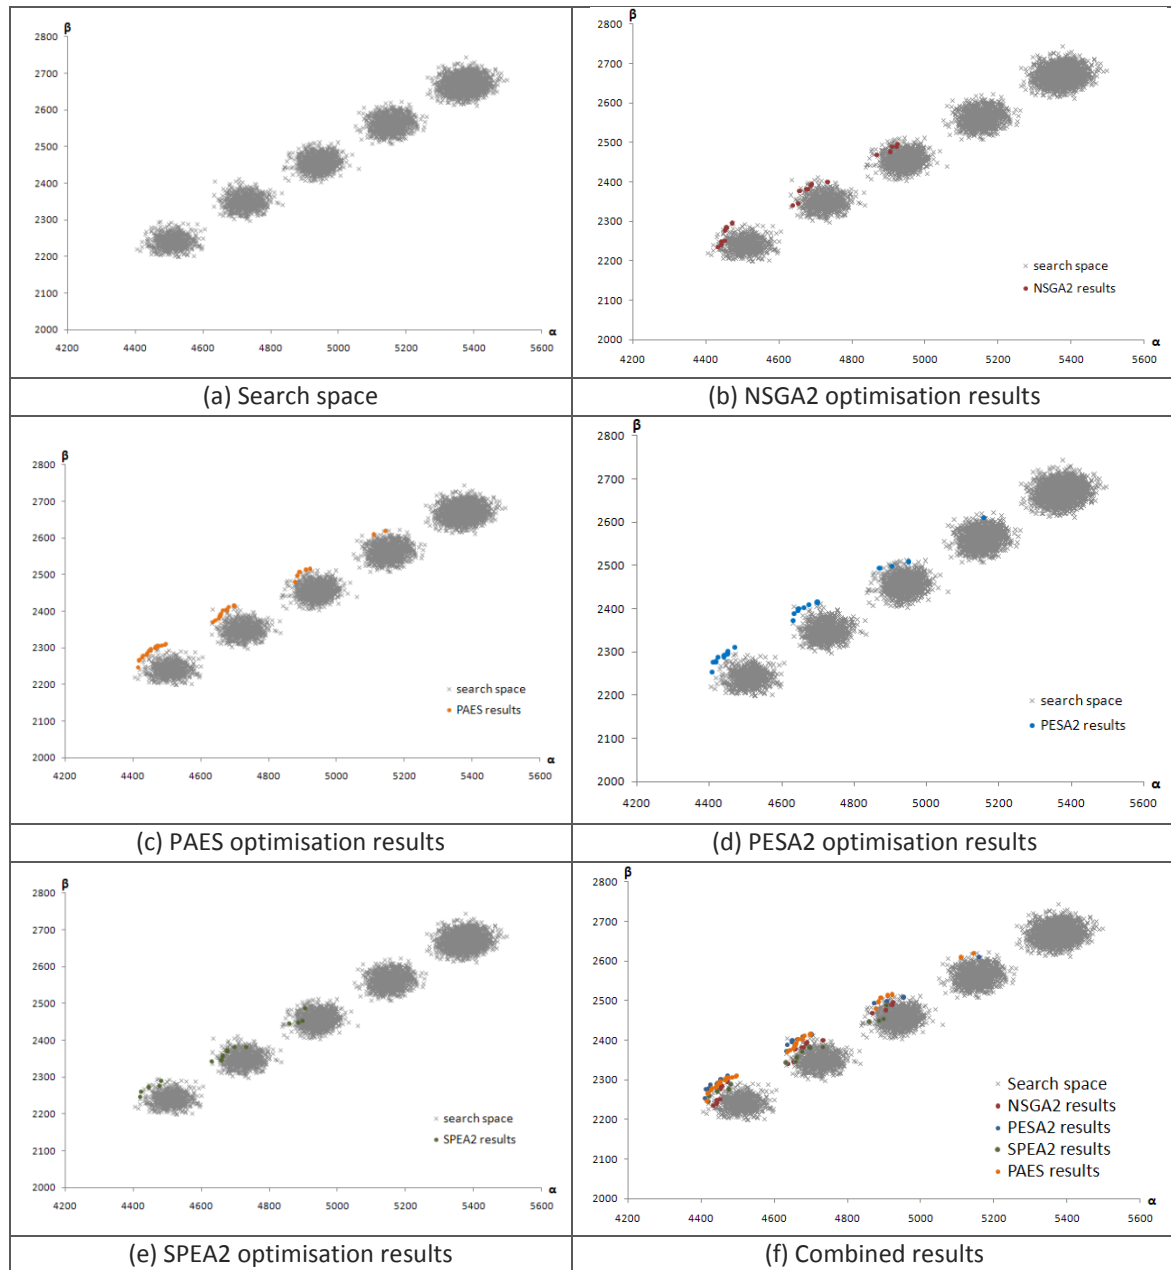 β
2800
2700
2600
2500
2400
2300
2200
2100
2000
4200 4400 4600 4800 5000 5200 5400 5600
α
(a) Search space
β
2800
2700
2600
2500
2400
2300
2200
2100
2000
4200 4400 4600 4800 5000 5200 5400 5600
α
search space
NSGA2 results
(b) NSGA2 optimisation results
β
2800
2700
2600
2500
2400
2300
2200
2100
2000
4200 4400 4600 4800 5000 5200 5400 5600
α
search space
PAES results
(c) PAES optimisation results
β
2800
2700
2600
2500
2400
2300
2200
2100
2000
4200 4400 4600 4800 5000 5200 5400 5600
α
search space
PESA2 results
(d) PESA2 optimisation results
β
2800
2700
2600
2500
2400
2300
2200
2100
2000
4200 4400 4600 4800 5000 5200 5400 5600
α
search space
SPEA2 results
(e) SPEA2 optimisation results
β
2800
2700
2600
2500
2400
2300
2200
2100
2000
4200 4400 4600 4800 5000 5200 5400 5600
α
Search space
NSGA2 results
PESA2 results
SPEA2 results
PAES results
(f) Combined results